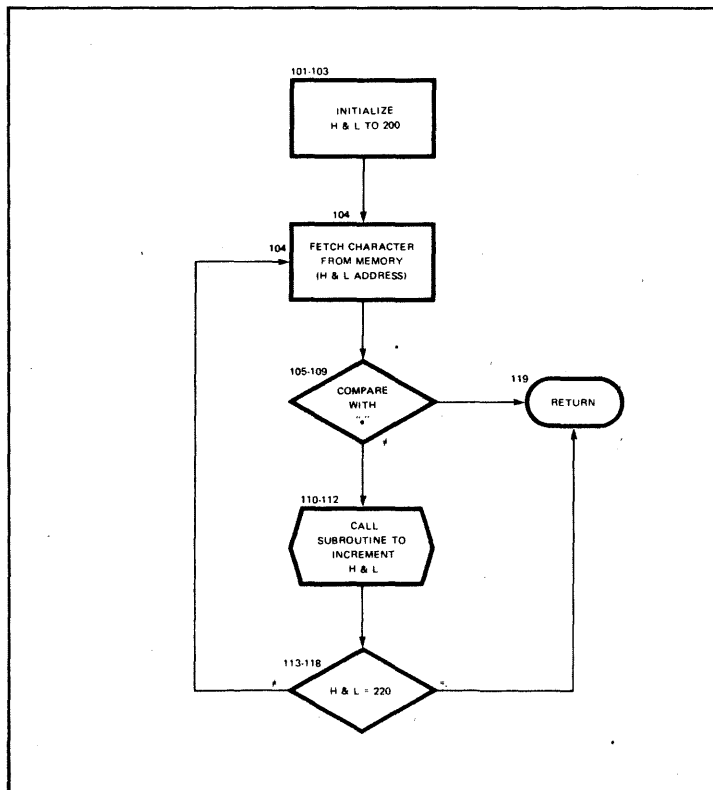 101-103
INITIALIZE
H & L TO 200
104
104
FETCH CHARACTER
FROM MEMORY
(H & L ADDRESS)
105-109
COMPARE
WITH
"."
≠
119
RETURN
110-112
CALL
SUBROUTINE TO
INCREMENT
H & L
113-118
≠
H & L = 220
=